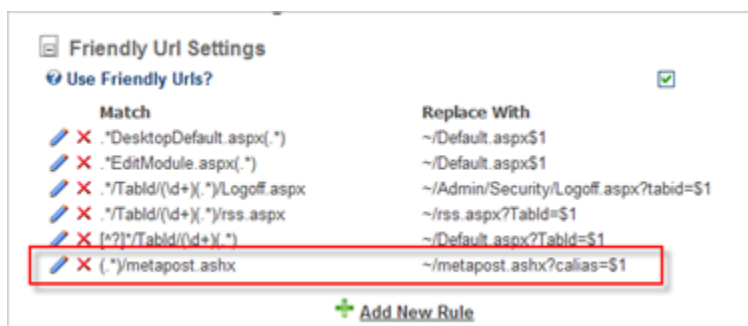 Friendly Url Settings
Use Friendly Urls?
Match Replace With
.*DesktopDefault.aspx(.*) ~/Default.aspx$1
.*EditModule.aspx(.*) ~/Default.aspx$1
.*/TabId/(\d+)(.*)/Logoff.aspx ~/Admin/Security/Logoff.aspx?tabid=$1
.*/TabId/(\d+)(.*)/rss.aspx ~/rss.aspx?TabId=$1
[^?]*/TabId/(\d+)(.*) ~/Default.aspx?TabId=$1
(.*)/metapost.ashx ~/metapost.ashx?calias=$1
Add New Rule